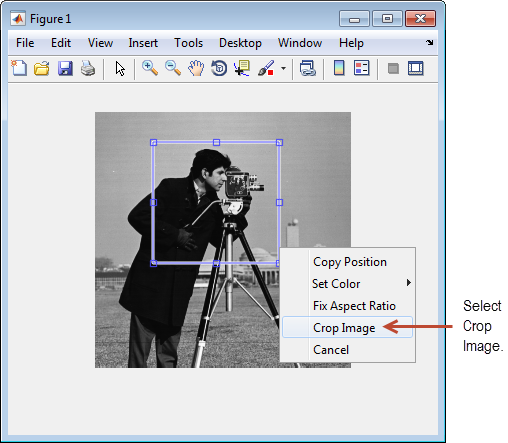 Figure 1
File Edit View Insert Tools Desktop Window Help
Copy Position
Set Color
Fix Aspect Ratio
Crop Image
Cancel
Select
Crop
Image.